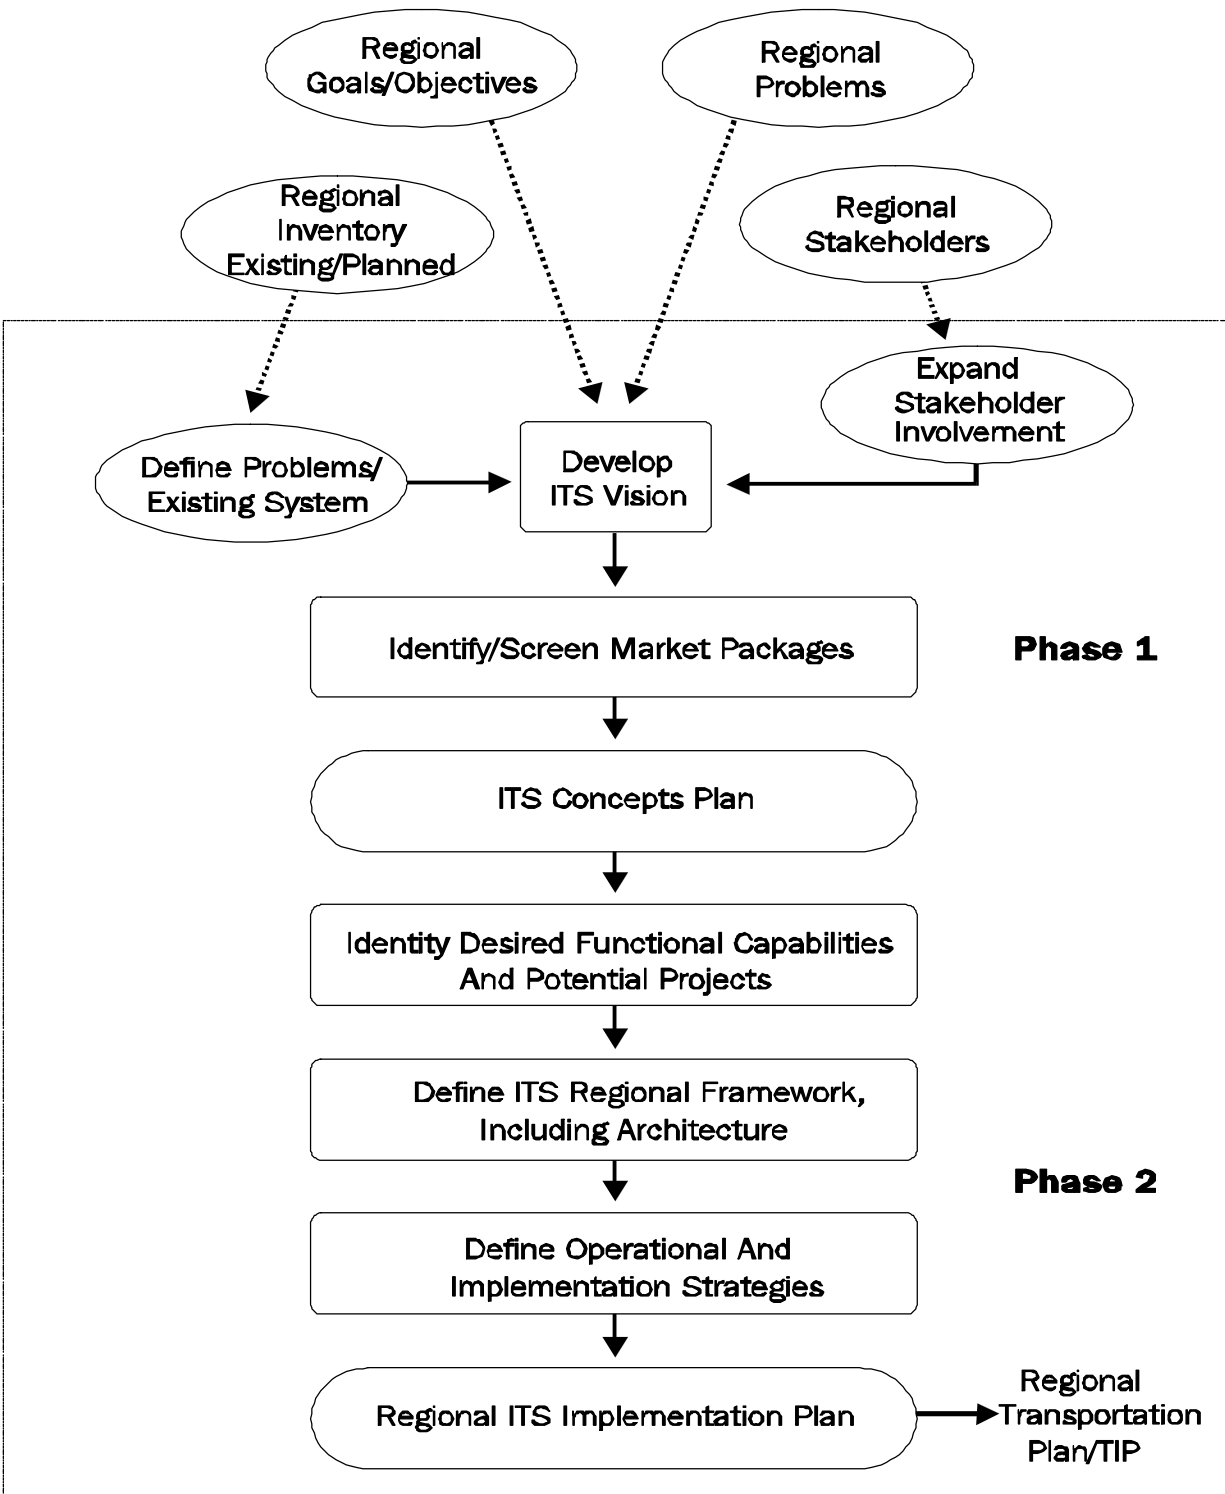 Regional
Goals/Objectives
Regional
Problems
Regional
Inventory
Existing/Planned
Regional
Stakeholders
Expand
Stakeholder
Involvement
Define Problems/
Existing System
Develop
ITS Vision
Identify/Screen Market Packages
Phase 1
ITS Concepts Plan
Identity Desired Functional Capabilities
And Potential Projects
Define ITS Regional Framework,
Including Architecture
Phase 2
Define Operational And
Implementation Strategies
Regional ITS Implementation Plan
Regional
Transportation
Plan/TIP